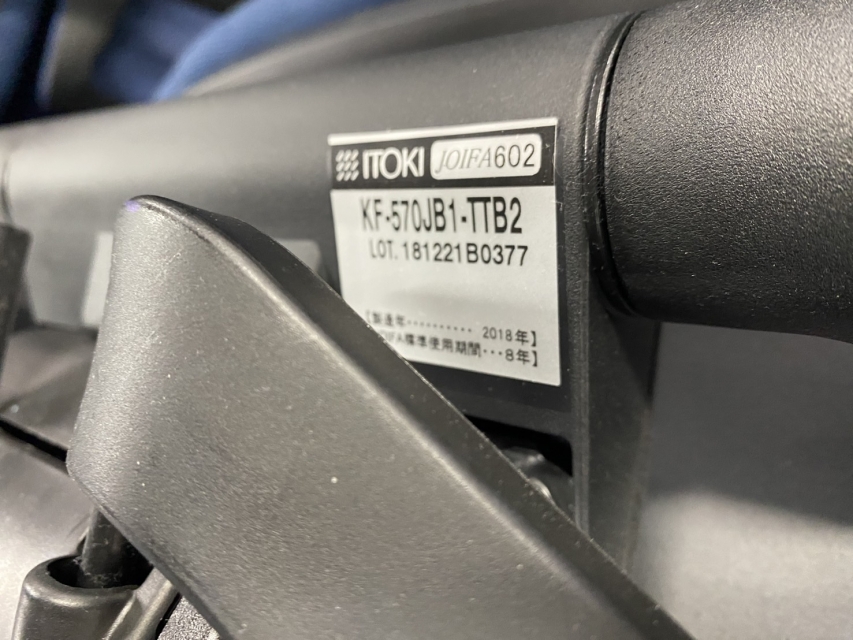 ITOKI JOIFA602
KF-570JB1-TTB2
LOT. 181221B0377
【製造年·········· 2018年】
IFA標準使用期間···8年】